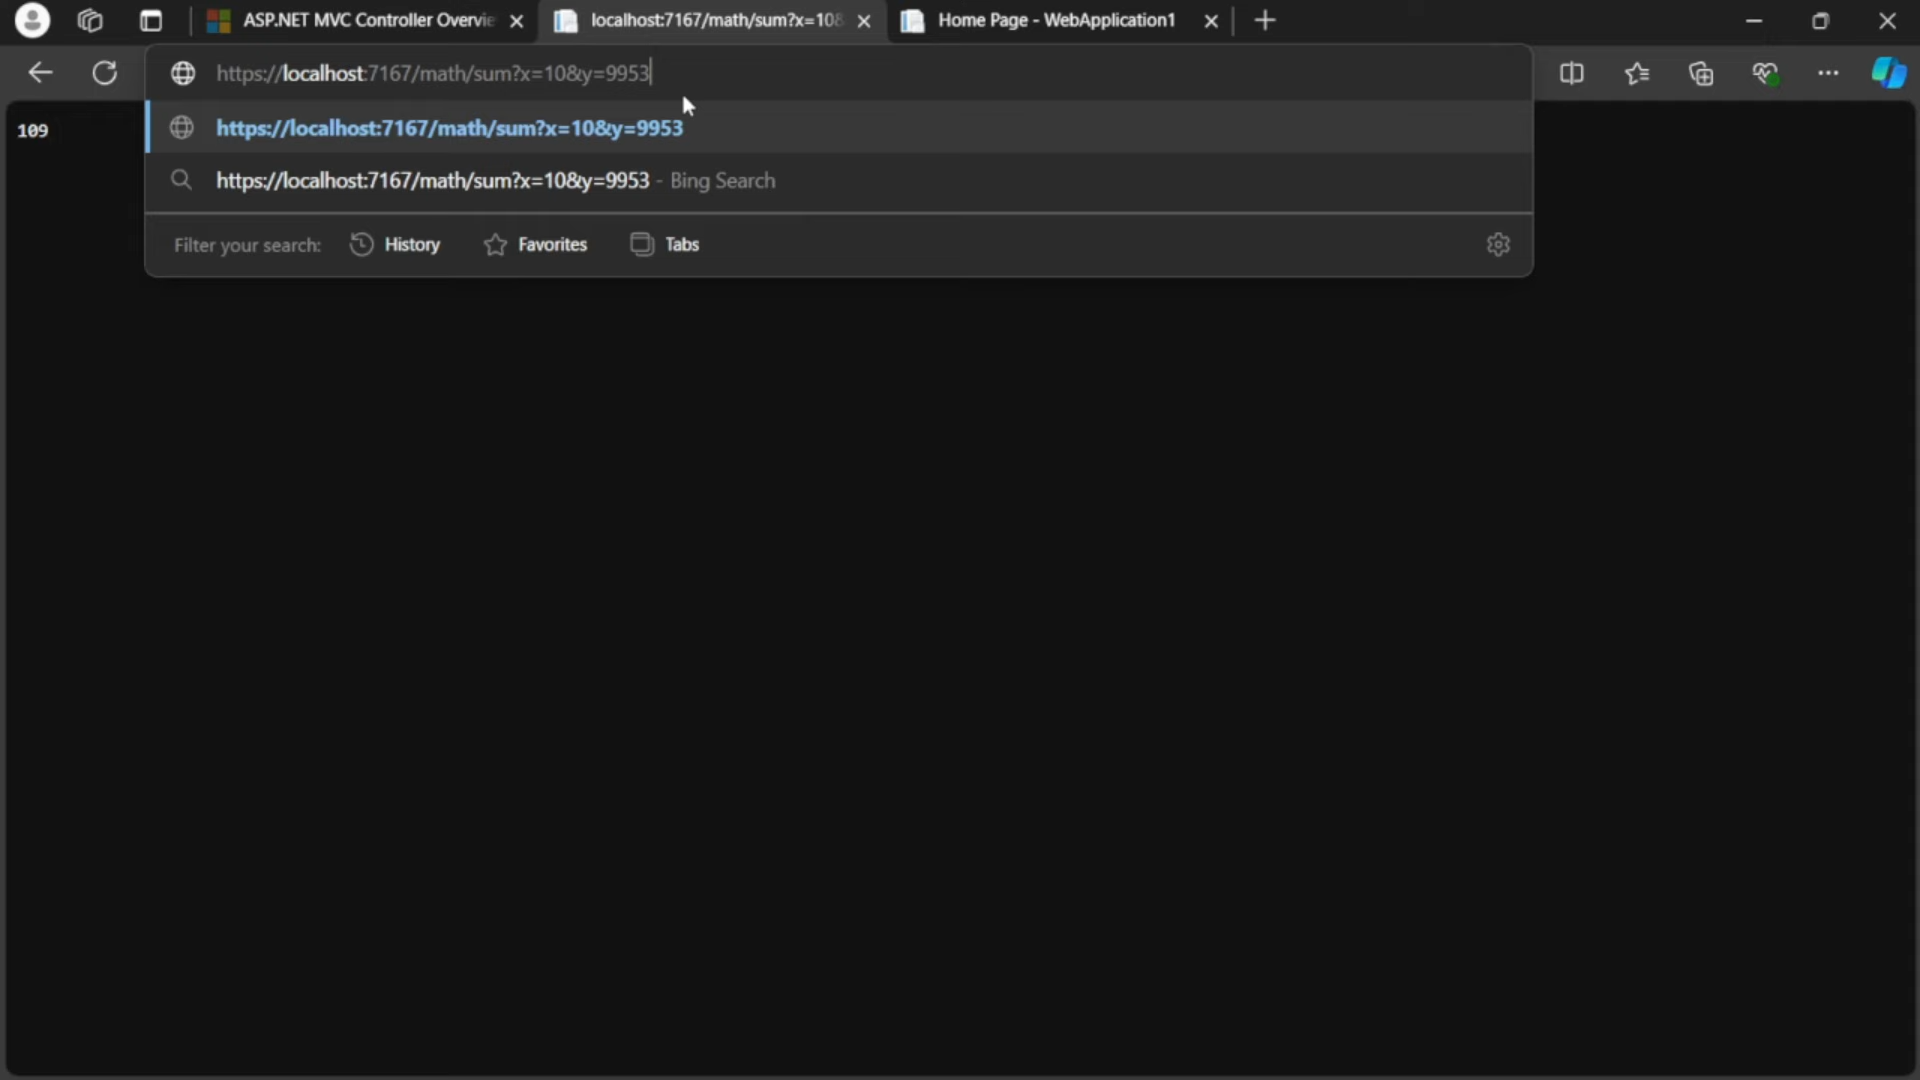 ASP.NET MVC Controller Overvie
localhost:7167/math/sum?x=108
Home Page - WebApplication1
https://localhost:7167/math/sum?x=10&y=9953
109
https://localhost:7167/math/sum?x=10&y=9953
https://localhost:7167/math/sum?x=10&y=9953 - Bing Search
Filter your search: History Favorites Tabs